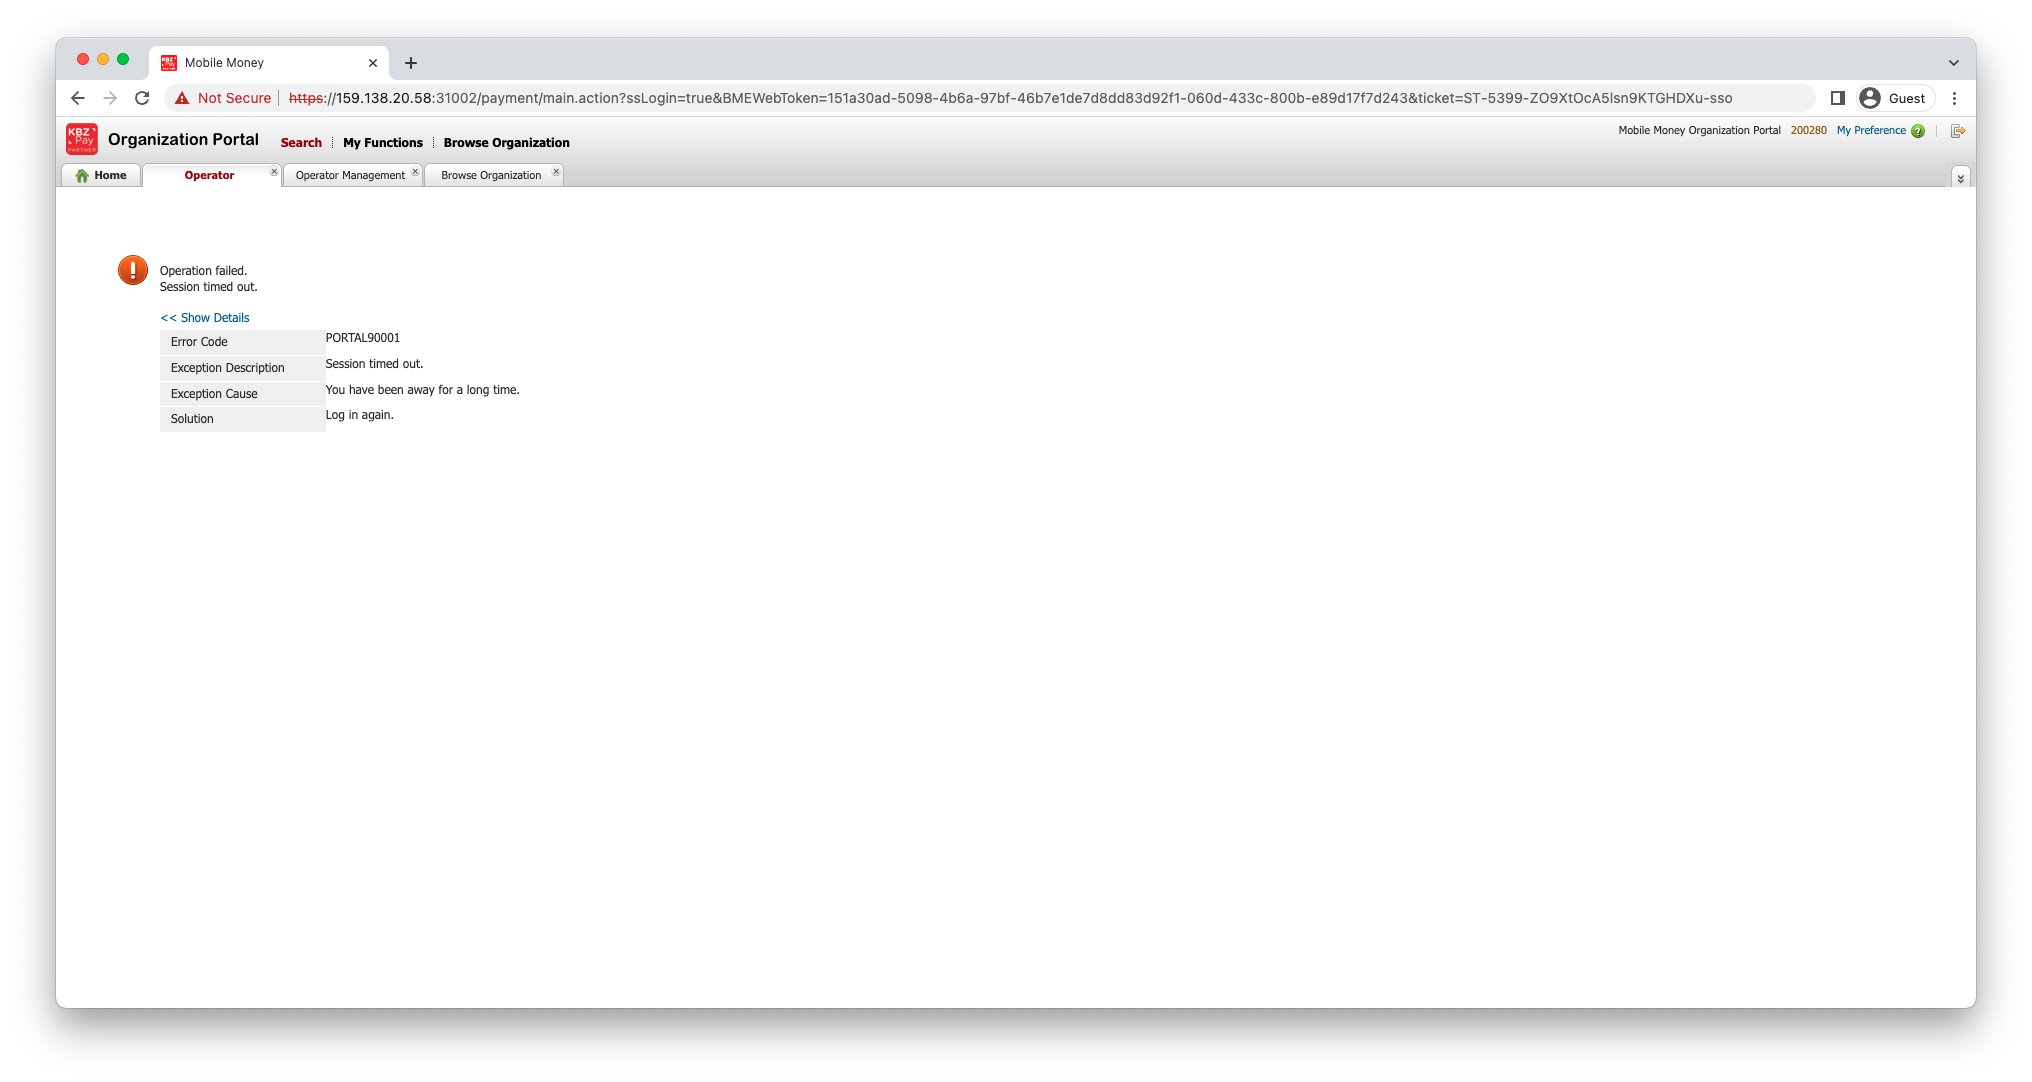 Mobile Money
Not Secure https://159.138.20.58:31002/payment/main.action?ssLogin=true&BMEWebToken=151a30ad-5098-4b6a-97bf-46b7e1de7d8dd83d92f1-060d-433c-800b-e89d17f7d243&ticket=ST-5399-ZO9XtOcA5lsn9KTGHDXu-sso Guest
KBZ Pay PARTNER Organization Portal Search My Functions Browse Organization Mobile Money Organization Portal 200280 My Preference
Home Operator Operator Management Browse Organization
Operation failed.
Session timed out.
<< Show Details
Error Code PORTAL90001
Exception Description Session timed out.
Exception Cause You have been away for a long time.
Solution Log in again.